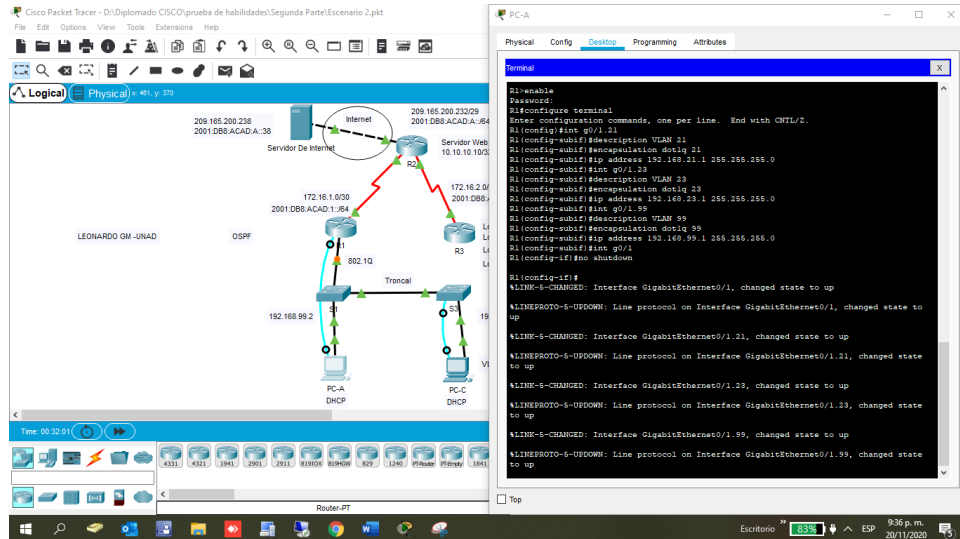 Cisco Packet Tracer - D:\Diplomado CISCO\prueba de habilidades\Segunda Parte\Escenario 2.pkt
File Edit Options View Tools Extensions Help
Logical
Physical
x: 491, y: 370
209.165.200.238
2001:DB8:ACAD:A::38
Servidor De Internet
Internet
209.165.200.232/29
2001:DB8:ACAD:A::/64
Servidor Web
10.10.10.10/3
R2
172.16.1.0/30
2001:DB8:ACAD:1::/64
172.16.2.0/
2001:DB8:
LEONARDO GM -UNAD
OSPF
R1
R3
Lo
Lo
802.1Q
Troncal
192.168.99.2
S1
S3
19
VL
PC-A
DHCP
PC-C
DHCP
Time: 00:32:01
4331 4321 1941 2901 2911 819IOX 819HGW 829 1240 PT-Router PT-Empty 1841
Router-PT
PC-A
Physical Config Desktop Programming Attributes
Terminal
X
R1>enable
Password:
R1#configure terminal
Enter configuration commands, one per line. End with CNTL/Z.
R1(config)#int g0/1.21
R1(config-subif)#description VLAN 21
R1(config-subif)#encapsulation dot1q 21
R1(config-subif)#ip address 192.168.21.1 255.255.255.0
R1(config-subif)#int g0/1.23
R1(config-subif)#description VLAN 23
R1(config-subif)#encapsulation dot1q 23
R1(config-subif)#ip address 192.168.23.1 255.255.255.0
R1(config-subif)#int g0/1.99
R1(config-subif)#description VLAN 99
R1(config-subif)#encapsulation dot1q 99
R1(config-subif)#ip address 192.168.99.1 255.255.255.0
R1(config-subif)#int g0/1
R1(config-if)#no shutdown
R1(config-if)#
%LINK-5-CHANGED: Interface GigabitEthernet0/1, changed state to up
%LINEPROTO-5-UPDOWN: Line protocol on Interface GigabitEthernet0/1, changed state to
up
%LINK-5-CHANGED: Interface GigabitEthernet0/1.21, changed state to up
%LINEPROTO-5-UPDOWN: Line protocol on Interface GigabitEthernet0/1.21, changed state
to up
%LINK-5-CHANGED: Interface GigabitEthernet0/1.23, changed state to up
%LINEPROTO-5-UPDOWN: Line protocol on Interface GigabitEthernet0/1.23, changed state
to up
%LINK-5-CHANGED: Interface GigabitEthernet0/1.99, changed state to up
%LINEPROTO-5-UPDOWN: Line protocol on Interface GigabitEthernet0/1.99, changed state
to up
Top
Escritorio
83%
ESP
9:36 p. m.
20/11/2020